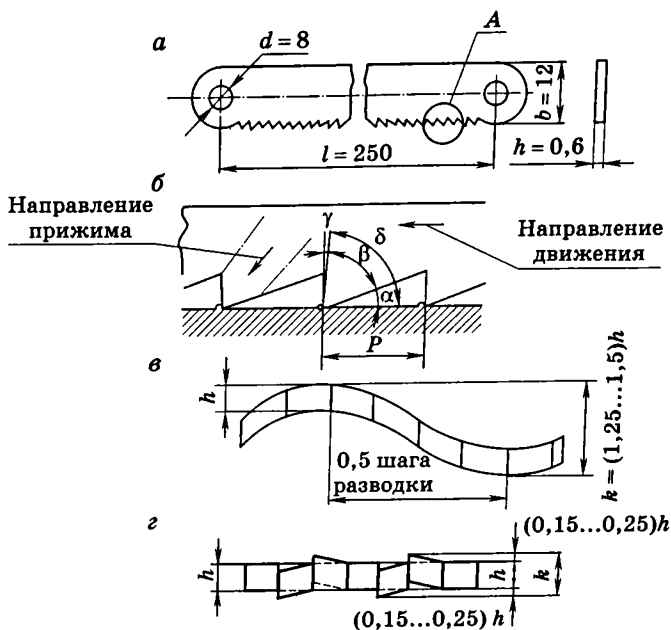 а
d = 8
A
b = 12
l = 250
h = 0,6
б
Направление
прижима
γ
δ
β
α
Направление
движения
P
в
h
0,5 шага
разводки
k = (1,25...1,5)h
г
(0,15...0,25)h
h
h
k
(0,15...0,25)h